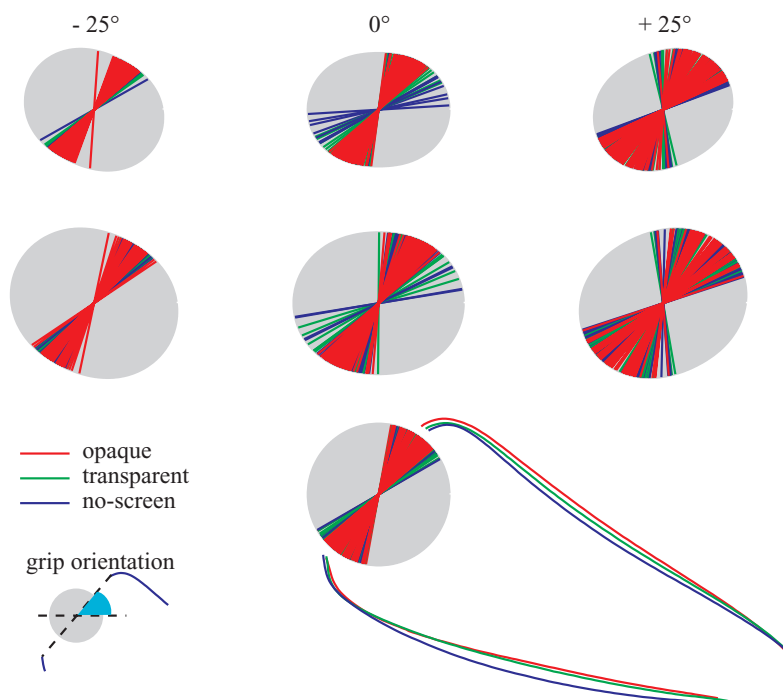 - 25°
0°
+ 25°
opaque
transparent
no-screen
grip orientation